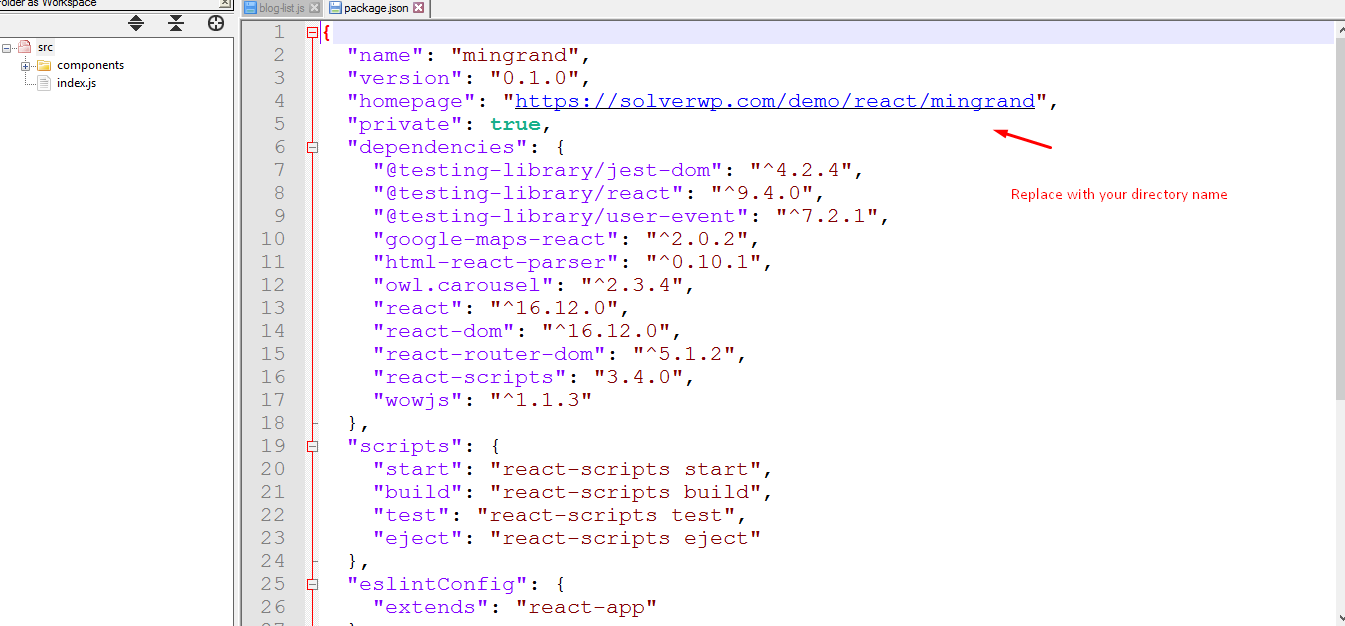 older as Workspace
blog-list.js
package.json
src
components
index.js
1 {
2 "name": "mingrand",
3 "version": "0.1.0",
4 "homepage": "https://solverwp.com/demo/react/mingrand",
5 "private": true,
6 "dependencies": {
7 "@testing-library/jest-dom": "^4.2.4",
8 "@testing-library/react": "^9.4.0",
Replace with your directory name
9 "@testing-library/user-event": "^7.2.1",
10 "google-maps-react": "^2.0.2",
11 "html-react-parser": "^0.10.1",
12 "owl.carousel": "^2.3.4",
13 "react": "^16.12.0",
14 "react-dom": "^16.12.0",
15 "react-router-dom": "^5.1.2",
16 "react-scripts": "3.4.0",
17 "wowjs": "^1.1.3"
18 },
19 "scripts": {
20 "start": "react-scripts start",
21 "build": "react-scripts build",
22 "test": "react-scripts test",
23 "eject": "react-scripts eject"
24 },
25 "eslintConfig": {
26 "extends": "react-app"